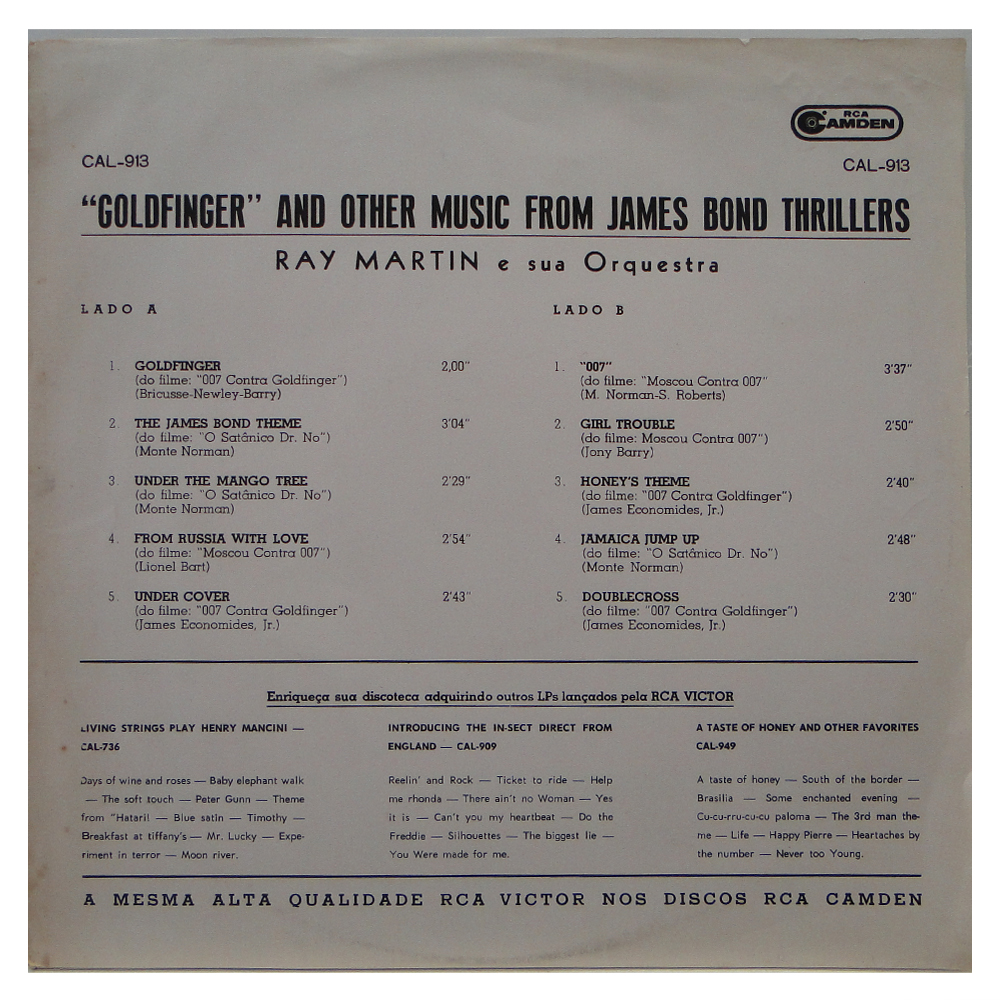 RCA
CAMDEN
CAL-913
CAL-913
"GOLDFINGER" AND OTHER MUSIC FROM JAMES BOND THRILLERS
RAY MARTIN e sua Orquestra
LADO A
1. GOLDFINGER 2,00"
(do filme: "007 Contra Goldfinger")
(Bricusse-Newley-Barry)
2. THE JAMES BOND THEME 3'04"
(do filme: "O Satânico Dr. No")
(Monte Norman)
3. UNDER THE MANGO TREE 2'29"
(do filme: "O Satânico Dr. No")
(Monte Norman)
4. FROM RUSSIA WITH LOVE 2'54"
(do filme: "Moscou Contra 007")
(Lionel Bart)
5. UNDER COVER 2'43"
(do filme: "007 Contra Goldfinger")
(James Economides, Jr.)
LADO B
1. "007" 3'37"
(do filme: "Moscou Contra 007"
(M. Norman-S. Roberts)
2. GIRL TROUBLE 2'50"
(do filme: Moscou Contra 007")
(Jony Barry)
3. HONEY'S THEME 2'40"
(do filme: "007 Contra Goldfinger")
(James Economides, Jr.)
4. JAMAICA JUMP UP 2'48"
(do filme: "O Satânico Dr. No")
(Monte Norman)
5. DOUBLECROSS 2'30"
(do filme: "007 Contra Goldfinger")
(James Economides, Jr.)
Enriqueça sua discoteca adquirindo outros LPs lançados pela RCA VICTOR
LIVING STRINGS PLAY HENRY MANCINI —
CAL-736
Days of wine and roses — Baby elephant walk
— The soft touch — Peter Gunn — Theme
from "Hatari! — Blue satin — Timothy —
Breakfast at tiffany's — Mr. Lucky — Expe-
riment in terror — Moon river.
INTRODUCING THE IN-SECT DIRECT FROM
ENGLAND — CAL-909
Reelin' and Rock — Ticket to ride — Help
me rhonda — There ain't no Woman — Yes
it is — Can't you my heartbeat — Do the
Freddie — Silhouettes — The biggest lie —
You Were made for me.
A TASTE OF HONEY AND OTHER FAVORITES
CAL-949
A taste of honey — South of the border —
Brasilia — Some enchanted evening —
Cu-cu-rru-cu-cu paloma — The 3rd man the-
me — Life — Happy Pierre — Heartaches by
the number — Never too Young.
A MESMA ALTA QUALIDADE RCA VICTOR NOS DISCOS RCA CAMDEN